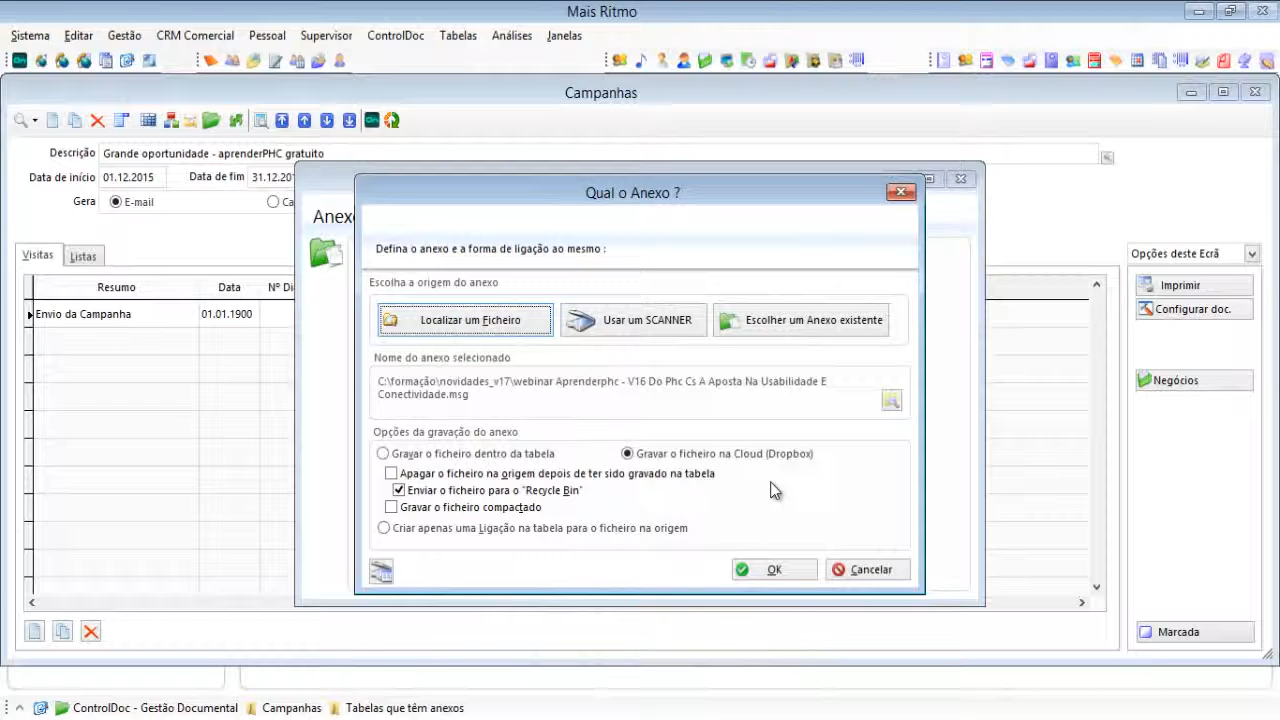 Mais Ritmo
Sistema Editar Gestão CRM Comercial Pessoal Supervisor ControlDoc Tabelas Análises Janelas
Campanhas
Descrição Grande oportunidade - aprenderPHC gratuito
Data de início 01.12.2015 Data de fim 31.12.201
Gera E-mail Ca
Visitas Listas
Resumo Data Nº Di
Envio da Campanha 01.01.1900
Anexo
Qual o Anexo ?
Defina o anexo e a forma de ligação ao mesmo :
Escolha a origem do anexo
Localizar um Ficheiro Usar um SCANNER Escolher um Anexo existente
Nome do anexo selecionado
C:\formação\novidades_v17\webinar Aprenderphc - V16 Do Phc Cs A Aposta Na Usabilidade E
Conectividade.msg
Opções da gravação do anexo
Gravar o ficheiro dentro da tabela Gravar o ficheiro na Cloud (Dropbox)
Apagar o ficheiro na origem depois de ter sido gravado na tabela
Enviar o ficheiro para o "Recycle Bin"
Gravar o ficheiro compactado
Criar apenas uma Ligação na tabela para o ficheiro na origem
OK Cancelar
Opções deste Ecrã
Imprimir
Configurar doc.
Negócios
Marcada
ControlDoc - Gestão Documental Campanhas Tabelas que têm anexos